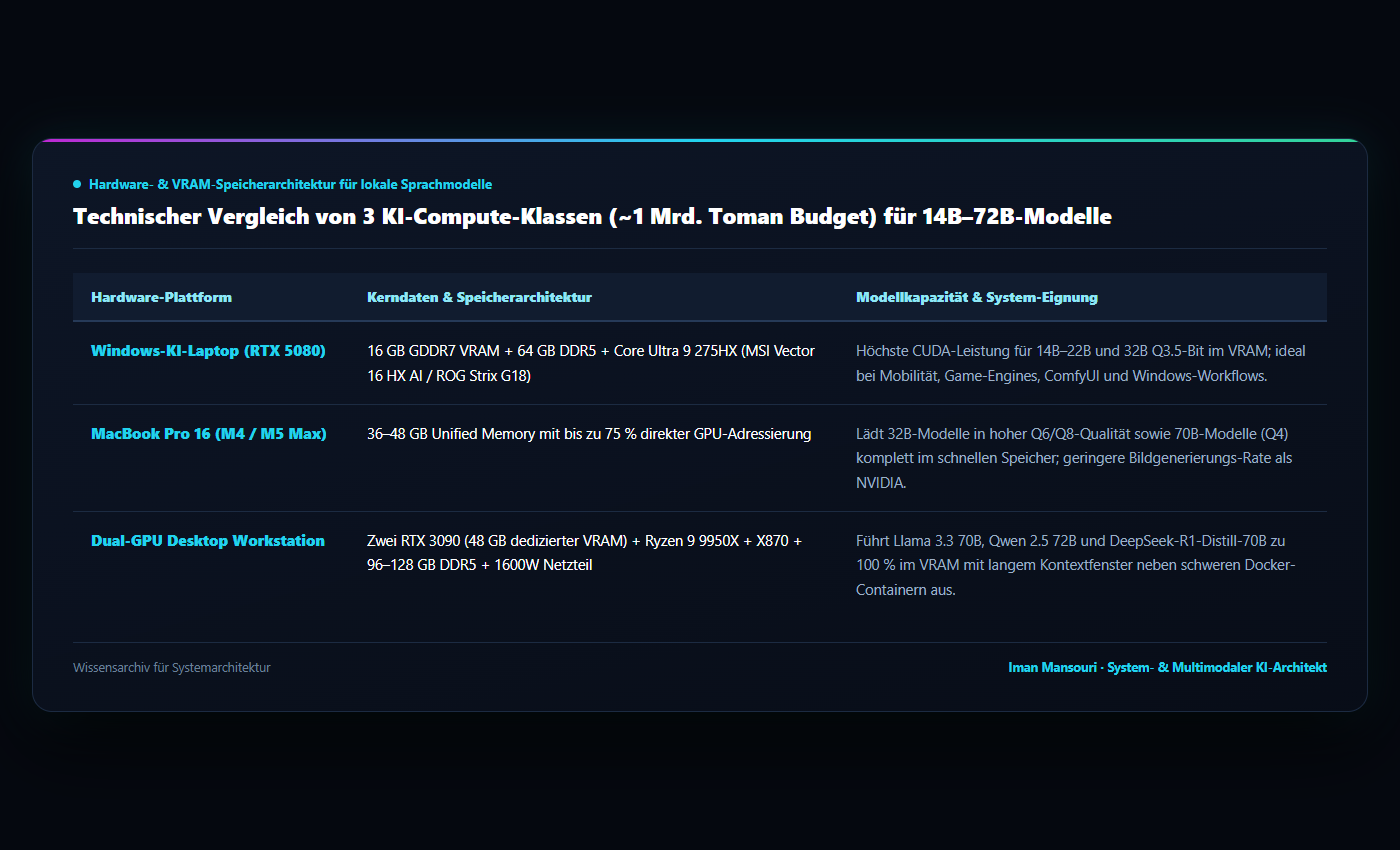 Hardware- & VRAM-Speicherarchitektur für lokale Sprachmodelle
Technischer Vergleich von 3 KI-Compute-Klassen (~1 Mrd. Toman Budget) für 14B–72B-Modelle
Hardware-Plattform
Kerndaten & Speicherarchitektur
Modellkapazität & System-Eignung
Windows-KI-Laptop (RTX 5080)
16 GB GDDR7 VRAM + 64 GB DDR5 + Core Ultra 9 275HX (MSI Vector
16 HX AI / ROG Strix G18)
Höchste CUDA-Leistung für 14B–22B und 32B Q3.5-Bit im VRAM; ideal
bei Mobilität, Game-Engines, ComfyUI und Windows-Workflows.
MacBook Pro 16 (M4 / M5 Max)
36–48 GB Unified Memory mit bis zu 75 % direkter GPU-Adressierung
Lädt 32B-Modelle in hoher Q6/Q8-Qualität sowie 70B-Modelle (Q4)
komplett im schnellen Speicher; geringere Bildgenerierungs-Rate als
NVIDIA.
Dual-GPU Desktop Workstation
Zwei RTX 3090 (48 GB dedizierter VRAM) + Ryzen 9 9950X + X870 +
96–128 GB DDR5 + 1600W Netzteil
Führt Llama 3.3 70B, Qwen 2.5 72B und DeepSeek-R1-Distill-70B zu
100 % im VRAM mit langem Kontextfenster neben schweren Docker-
Containern aus.
Wissensarchiv für Systemarchitektur
Iman Mansouri · System- & Multimodaler KI-Architekt